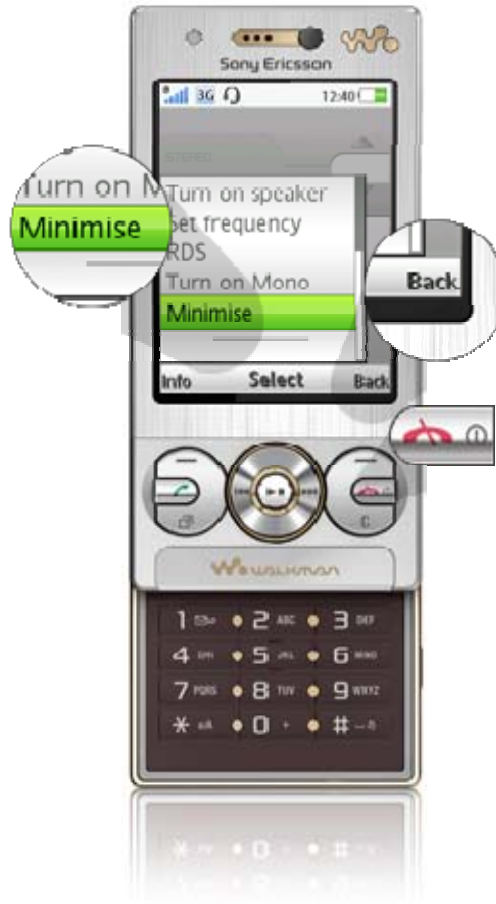 Sony Ericsson
3G 12:40
STEREO
Turn on M
Turn on speaker
Set frequency
RDS
Turn on Mono
Minimise
Minimise
Back
Info Select Back
C
WALKMAN
1 2 ABC 3 DEF
4 GHI 5 JKL 6 MNO
7 PQRS 8 TUV 9 WXYZ
* a/A 0 + #